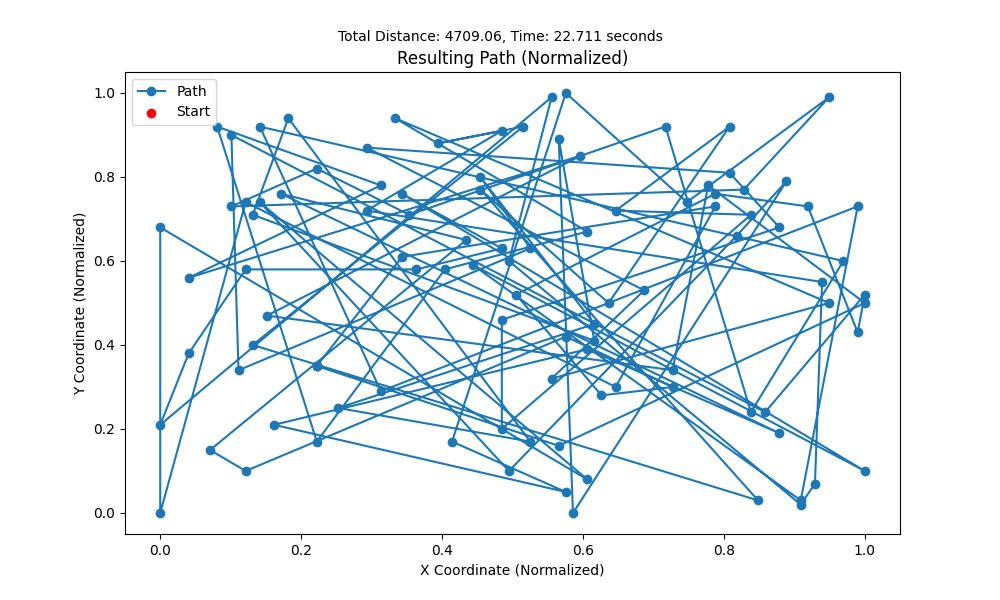 Total Distance: 4709.06, Time: 22.711 seconds
Resulting Path (Normalized)
Path
Start
Y Coordinate (Normalized)
1.0
0.8
0.6
0.4
0.2
0.0
0.0 0.2 0.4 0.6 0.8 1.0
X Coordinate (Normalized)